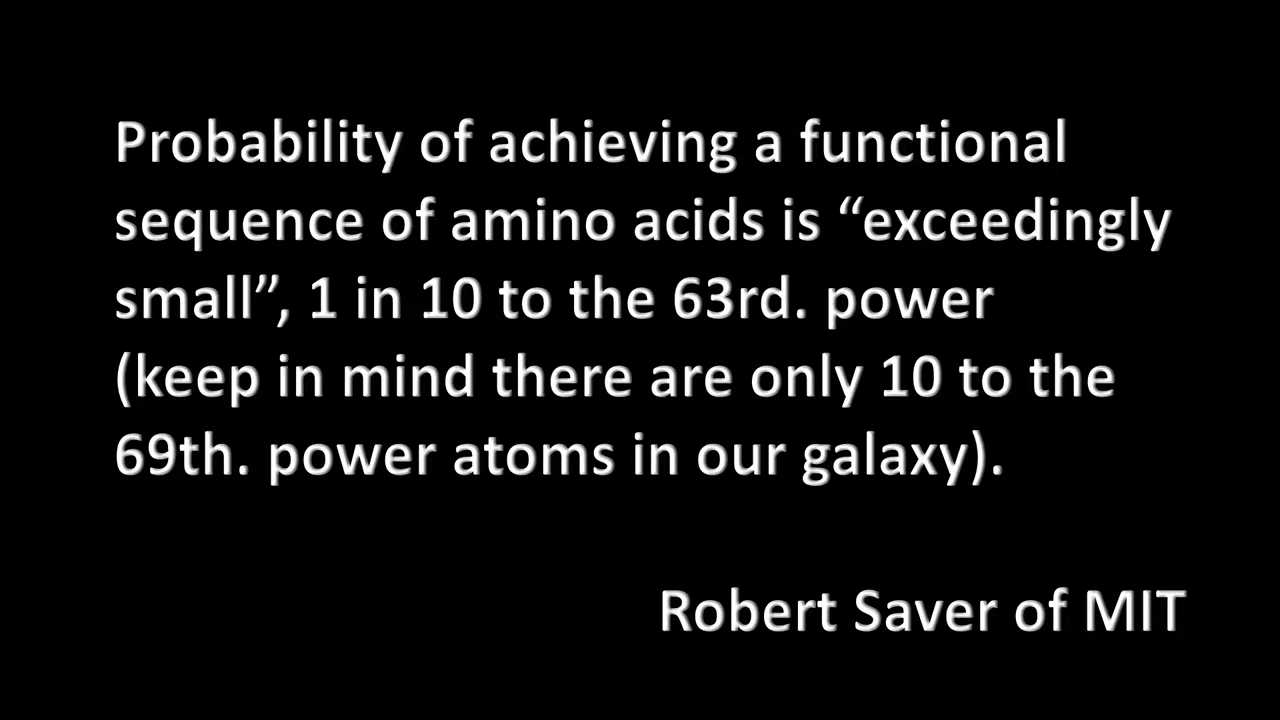 Probability of achieving a functional
sequence of amino acids is “exceedingly
small”, 1 in 10 to the 63rd. power
(keep in mind there are only 10 to the
69th. power atoms in our galaxy).
Robert Saver of MIT